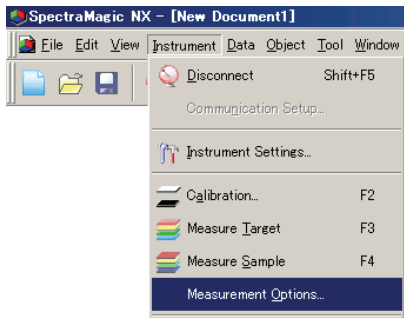 SpectraMagic NX - [New Document1]
File Edit View Instrument Data Object Tool Window
Disconnect Shift+F5
Communication Setup...
Instrument Settings...
Calibration... F2
Measure Target F3
Measure Sample F4
Measurement Options...